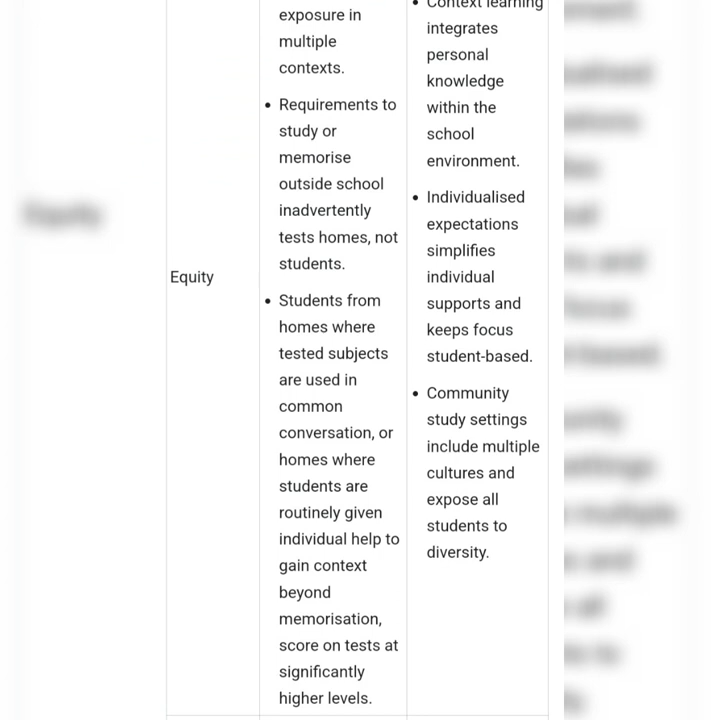 Equity
exposure in
multiple
contexts.
• Requirements to
study or
memorise
outside school
inadvertently
tests homes, not
students.
• Students from
homes where
tested subjects
are used in
common
conversation, or
homes where
students are
routinely given
individual help to
gain context
beyond
memorisation,
score on tests at
significantly
higher levels.
• Context learning
integrates
personal
knowledge
within the
school
environment.
• Individualised
expectations
simplifies
individual
supports and
keeps focus
student-based.
• Community
study settings
include multiple
cultures and
expose all
students to
diversity.